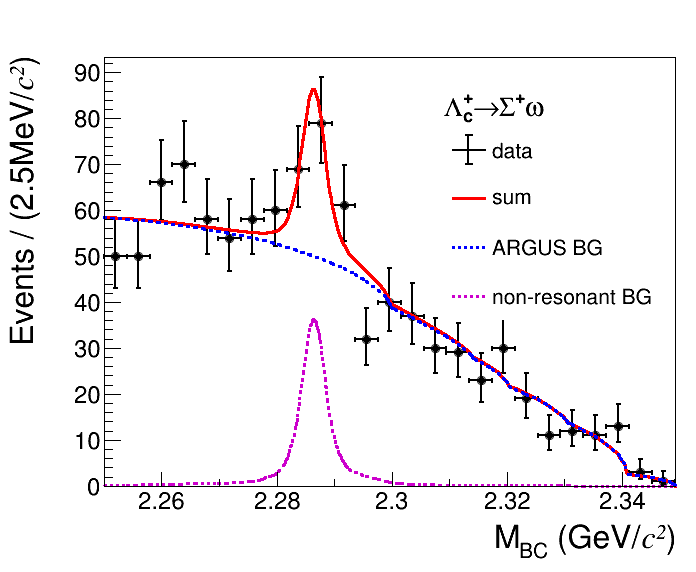 Events / (2.5MeV/c²)
90
80
70
60
50
40
30
20
10
0
Λc⁺→Σ⁺ω
data
sum
ARGUS BG
non-resonant BG
2.26 2.28 2.3 2.32 2.34
M_BC (GeV/c²)